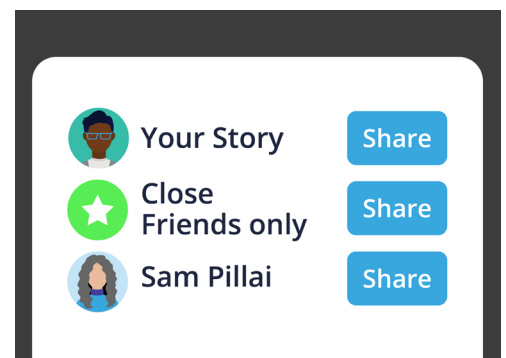 Your Story
Share
Close
Friends only
Share
Sam Pillai
Share